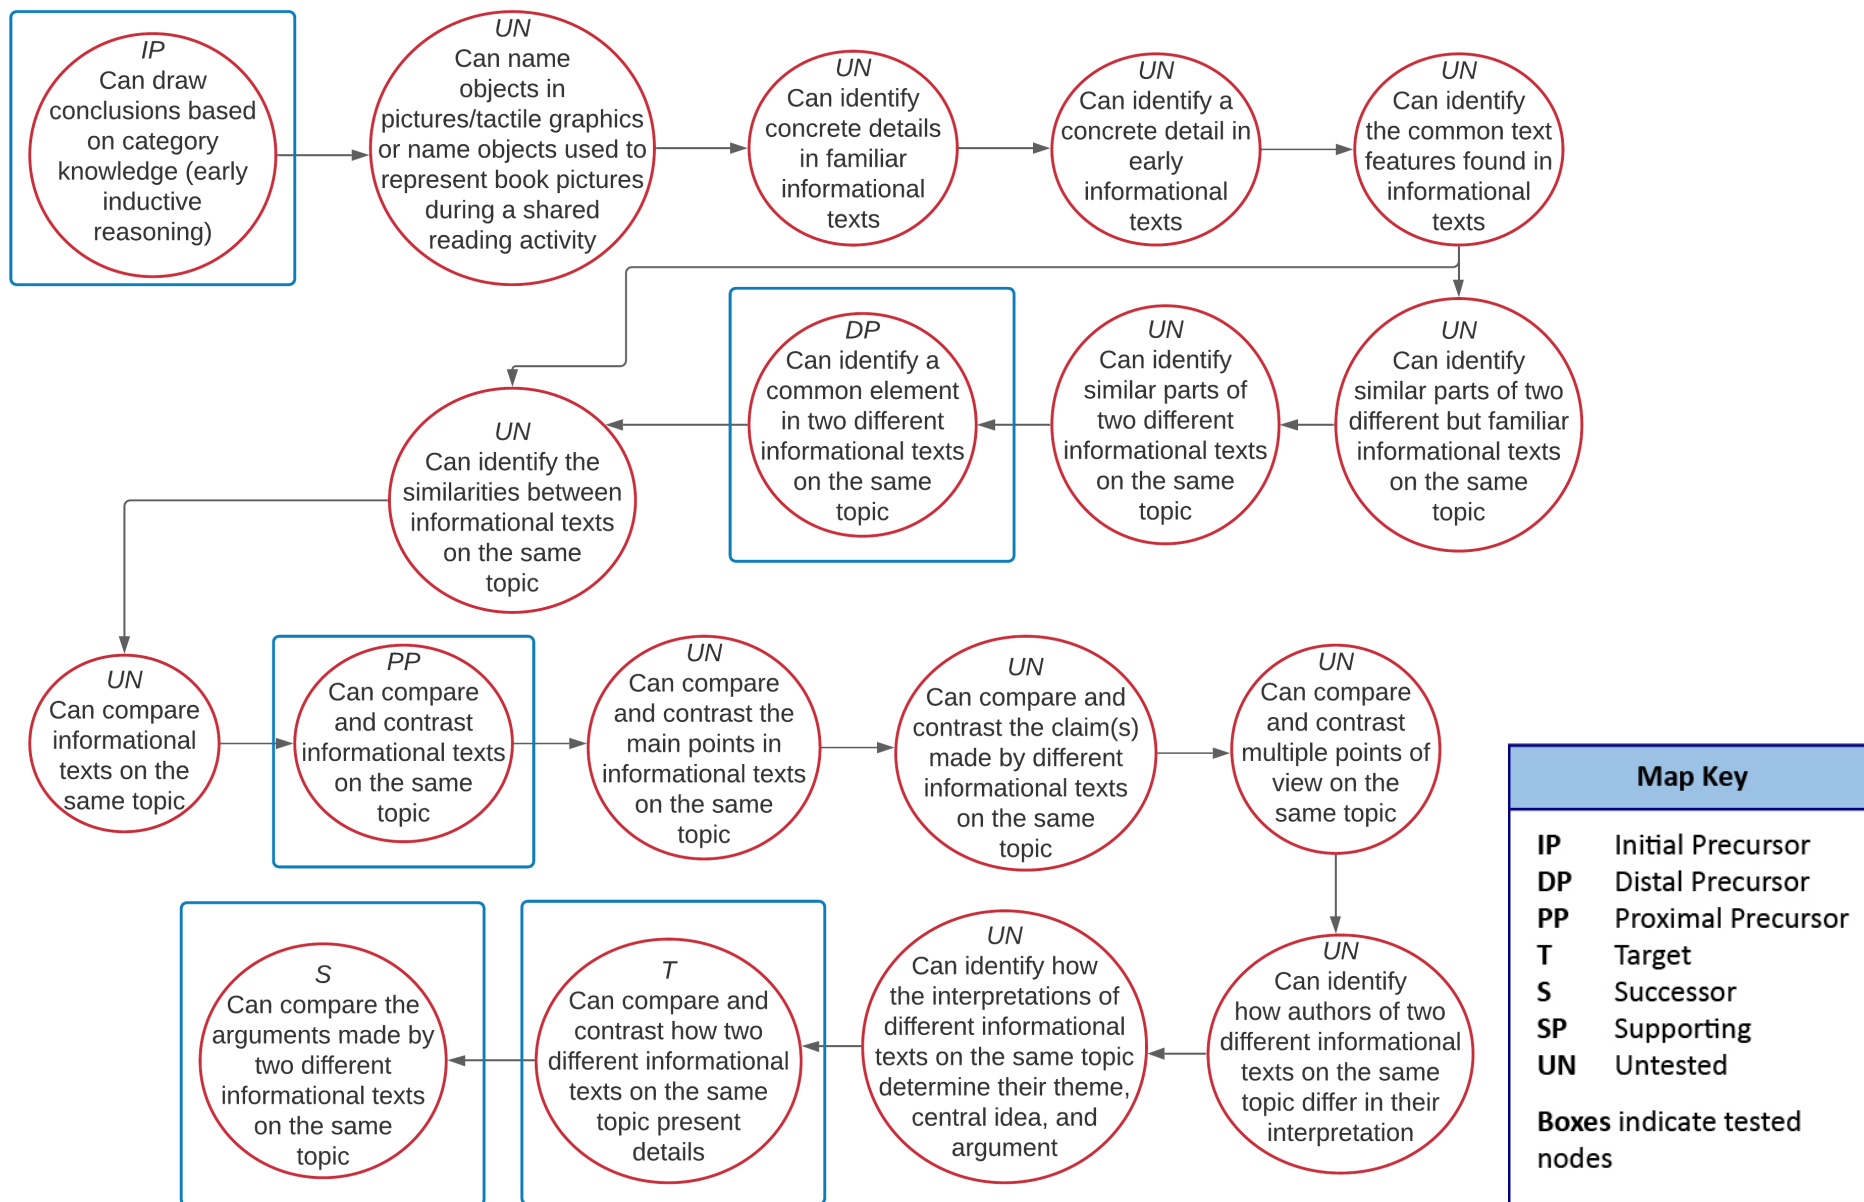 IP
Can draw
conclusions based
on category
knowledge (early
inductive
reasoning)
UN
Can name
objects in
pictures/tactile graphics
or name objects used to
represent book pictures
during a shared
reading activity
UN
Can identify
concrete details
in familiar
informational
texts
UN
Can identify a
concrete detail in
early
informational
texts
UN
Can identify
the common text
features found in
informational
texts
UN
Can identify
similar parts of two
different but familiar
informational texts
on the same
topic
UN
Can identify
similar parts of
two different
informational texts
on the same
topic
DP
Can identify a
common element
in two different
informational texts
on the same
topic
UN
Can identify the
similarities between
informational texts
on the same
topic
UN
Can compare
informational
texts on the
same topic
PP
Can compare
and contrast
informational texts
on the same
topic
UN
Can compare
and contrast the
main points in
informational texts
on the same
topic
UN
Can compare and
contrast the claim(s)
made by different
informational texts
on the same
topic
UN
Can compare
and contrast
multiple points of
view on the
same topic
UN
Can identify
how authors of two
different informational
texts on the same
topic differ in their
interpretation
UN
Can identify how
the interpretations of
different informational
texts on the same topic
determine their theme,
central idea, and
argument
T
Can compare and
contrast how two
different informational
texts on the same
topic present
details
S
Can compare the
arguments made by
two different
informational texts
on the same
topic
Map Key
IP Initial Precursor
DP Distal Precursor
PP Proximal Precursor
T Target
S Successor
SP Supporting
UN Untested
Boxes indicate tested
nodes